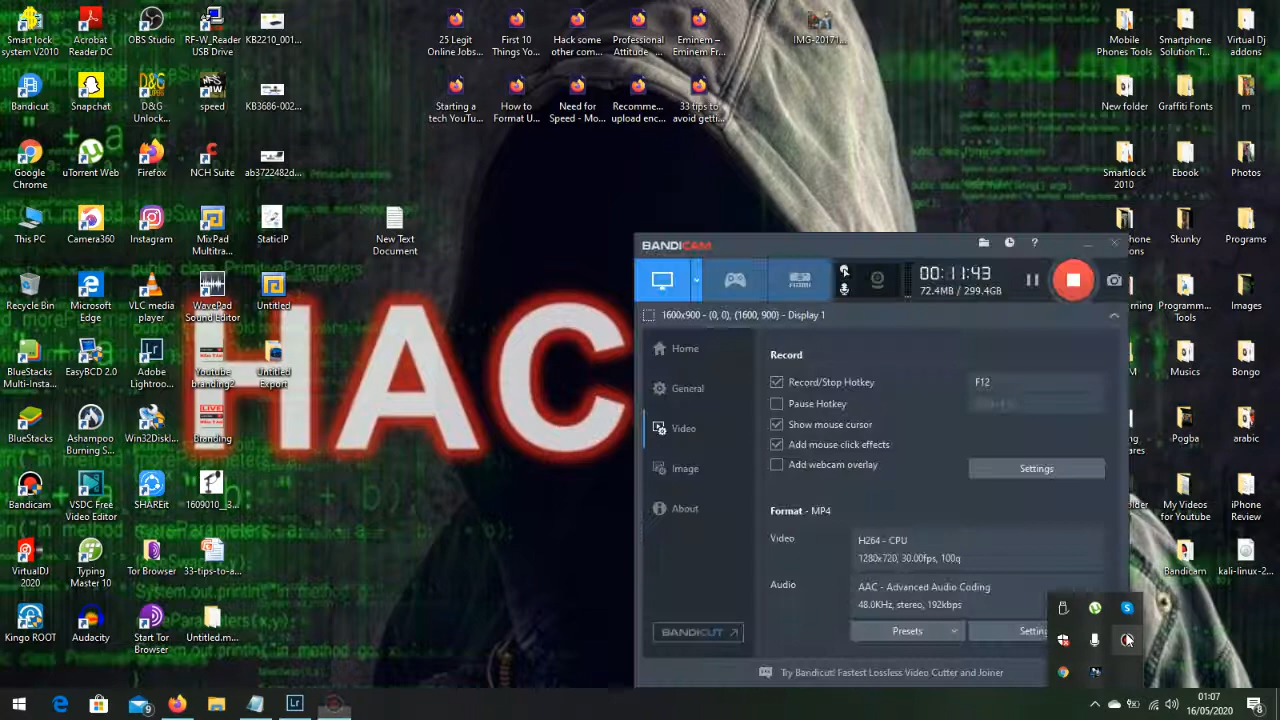 Smart lock
system V2010
Acrobat
Reader DC
OBS Studio
RF-W_Reader
USB Drive
KB2210_001...
25 Legit
Online Jobs...
First 10
Things Yo...
Hack some
other com...
Professional
Attitude -...
Eminem –
Eminem Fr...
IMG-20171...
Mobile
Phones Tools
Smartphone
Solution T...
Virtual Dj
addons
Bandicut
Snapchat
D&G
Unlock...
speed
KB3686-002...
Starting a
tech YouTu...
How to
Format U...
Need for
Speed - Mo...
Recomme...
upload enc...
33 tips to
avoid getti...
New folder
Graffiti Fonts
m
Google
Chrome
uTorrent Web
Firefox
NCH Suite
ab3722482d...
Smartlock
2010
Ebook
Photos
This PC
Camera360
Instagram
MixPad
Multitra...
StaticIP
New Text
Document
Skunky
Programs
Recycle Bin
Microsoft
Edge
VLC media
player
WavePad
Sound Editor
Untitled
Programm...
Tools
Images
BlueStacks
Multi-Insta...
EasyBCD 2.0
Adobe
Lightroo...
Youtube
branding2
Untitled
Export
Musics
Bongo
BlueStacks
Ashampoo
Burning S...
Win32Diskl...
Branding
Pogba
arabic
Bandicam
VSDC Free
Video Editor
SHAREit
1609010_:3...
My Videos
for Youtube
iPhone
Review
VirtualDJ
2020
Typing
Master 10
Tor Browser
33-tips-to-a...
Bandicam
kali-linux-2...
Kingo ROOT
Audacity
Start Tor
Browser
Untitled.m...
HAC
BANDICAM
00:11:43
72.4MB / 299.4GB
1600x900 - (0, 0), (1600, 900) - Display 1
Home
General
Video
Image
About
BANDICUT
Record
Record/Stop Hotkey
F12
Pause Hotkey
Show mouse cursor
Add mouse click effects
Add webcam overlay
Settings
Format - MP4
Video
H264 - CPU
1280x720, 30.00fps, 100q
Audio
AAC - Advanced Audio Coding
48.0KHz, stereo, 192kbps
Presets
Try Bandicut! Fastest Lossless Video Cutter and Joiner
9
01:07
16/05/2020
8